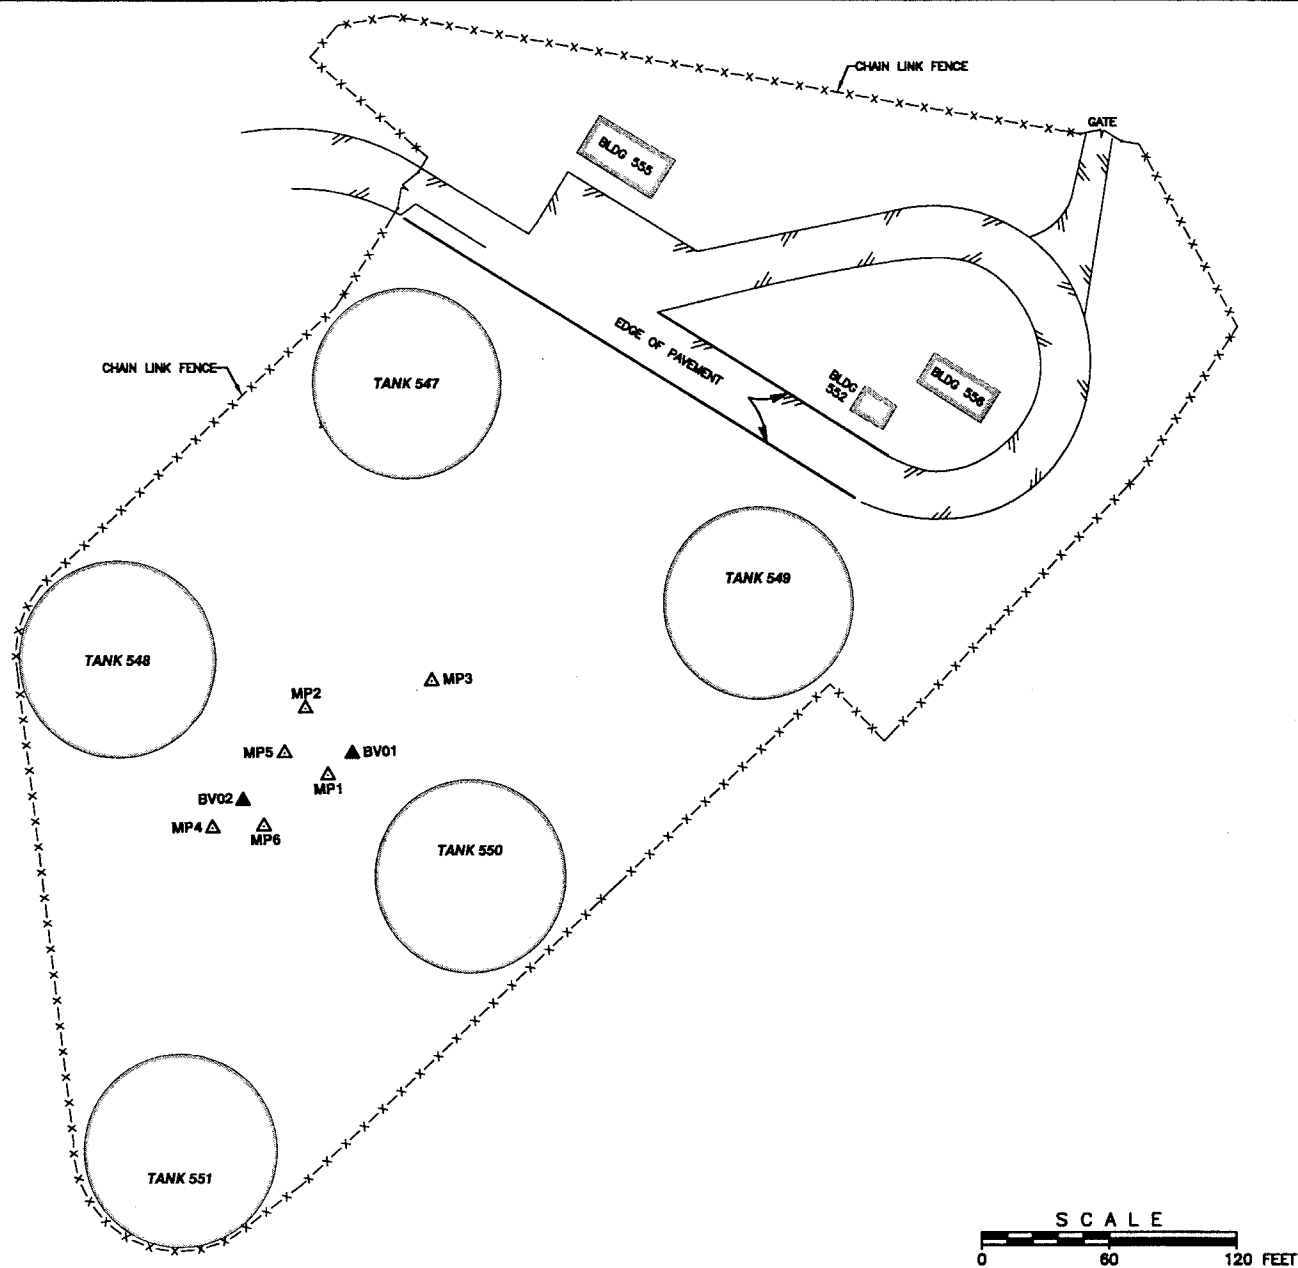 CHAIN LINK FENCE
GATE
BLDG 555
EDGE OF PAVEMENT
CHAIN LINK FENCE
TANK 547
BLDG
552
BLDG 556
TANK 549
TANK 548
MP3
MP2
MP5
BV01
MP1
BV02
MP4
MP6
TANK 550
TANK 551
SCALE
0 60 120 FEET